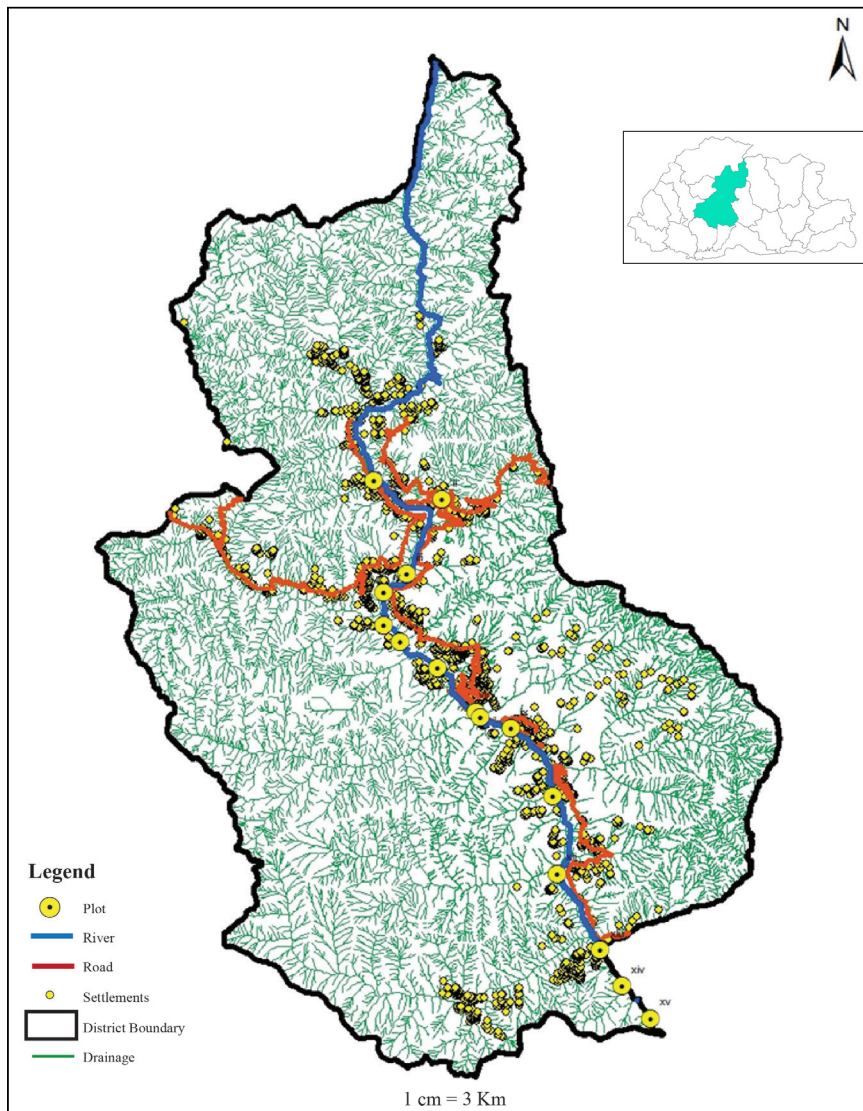 N
xiv
xv
Legend
Plot
River
Road
Settlements
District Boundary
Drainage
1 cm = 3 Km